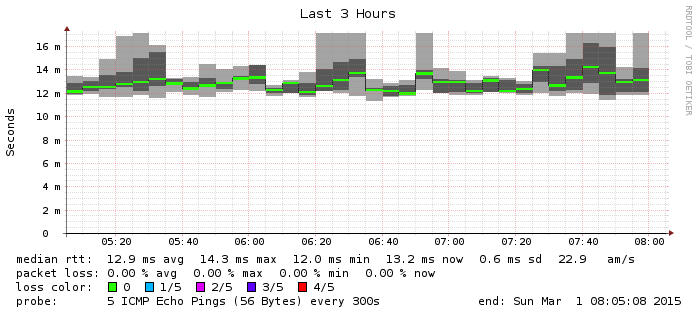 Last 3 Hours
RRDTOOL / TOBI OETIKER
Seconds
16 m
14 m
12 m
10 m
8 m
6 m
4 m
2 m
0
05:20 05:40 06:00 06:20 06:40 07:00 07:20 07:40 08:00
median rtt: 12.9 ms avg 14.3 ms max 12.0 ms min 13.2 ms now 0.6 ms sd 22.9 am/s
packet loss: 0.00 % avg 0.00 % max 0.00 % min 0.00 % now
loss color: 0 1/5 2/5 3/5 4/5
probe: 5 ICMP Echo Pings (56 Bytes) every 300s end: Sun Mar 1 08:05:08 2015